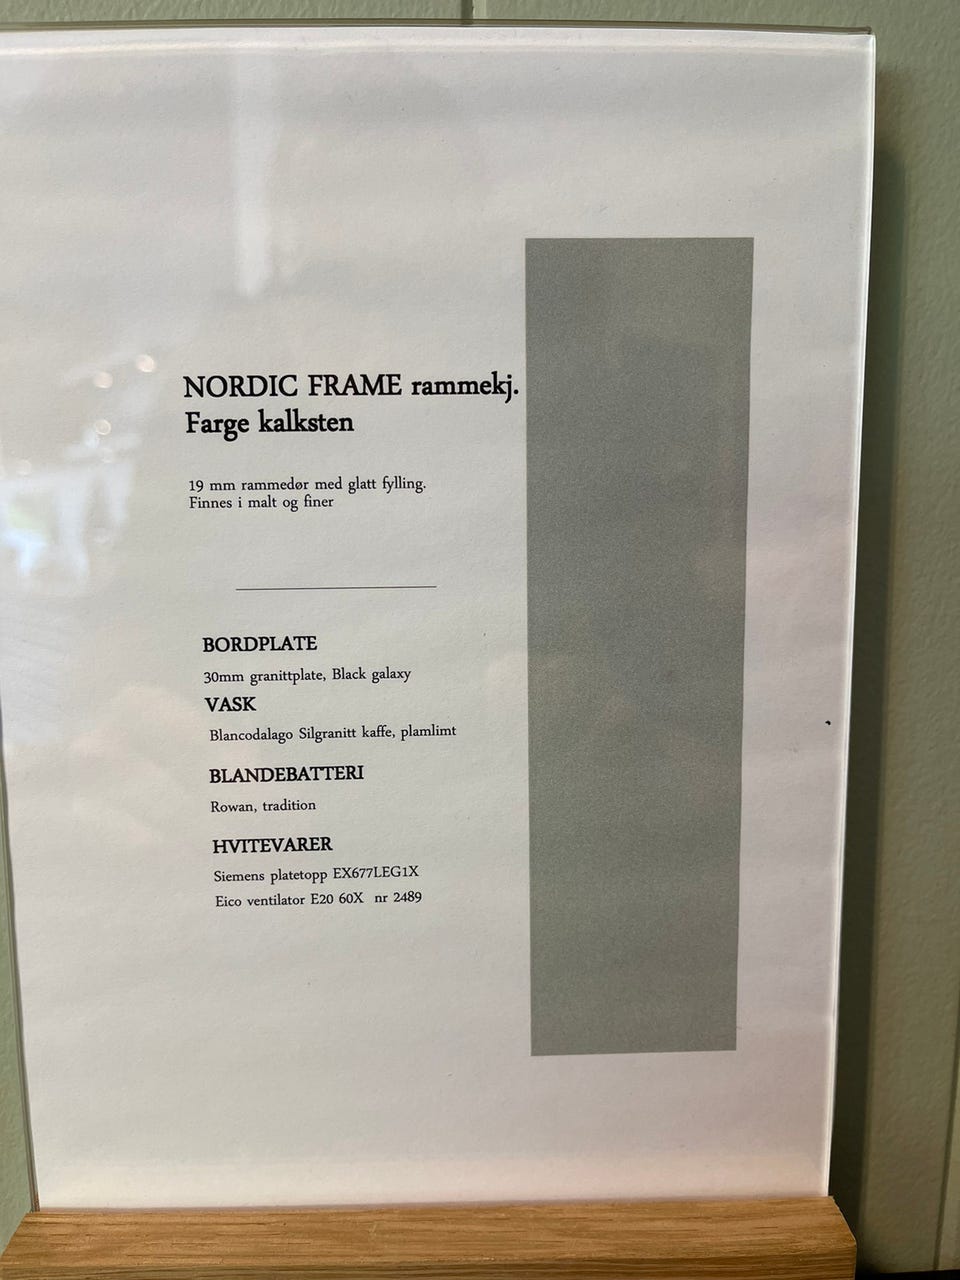 NORDIC FRAME rammekj.
Farge kalksten
19 mm rammedør med glatt fylling.
Finnes i malt og finer
BORDPLATE
30mm granittplate, Black galaxy
VASK
Blancodalago Silgranitt kaffe, plamlimt
BLANDEBATTERI
Rowan, tradition
HVITEVARER
Siemens platetopp EX677LEG1X
Eico ventilator E20 60X nr 2489